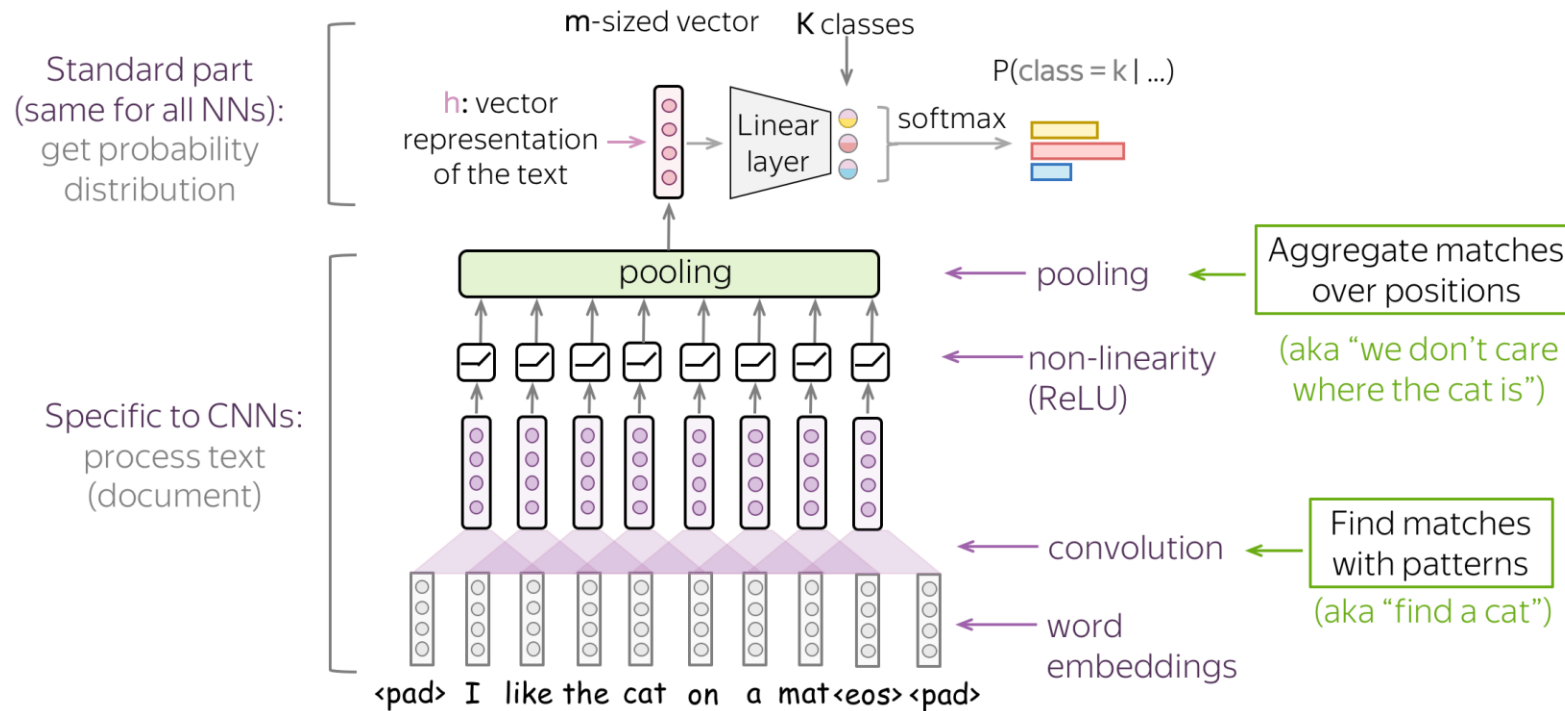 m-sized vector
K classes
Standard part
(same for all NNs):
get probability
distribution
h: vector
representation
of the text
Linear
layer
softmax
P(class = k | ...)
pooling
pooling
Aggregate matches
over positions
(aka “we don’t care
where the cat is”)
non-linearity
(ReLU)
Specific to CNNs:
process text
(document)
convolution
Find matches
with patterns
(aka “find a cat”)
word
embeddings
<pad> I like the cat on a mat <eos> <pad>